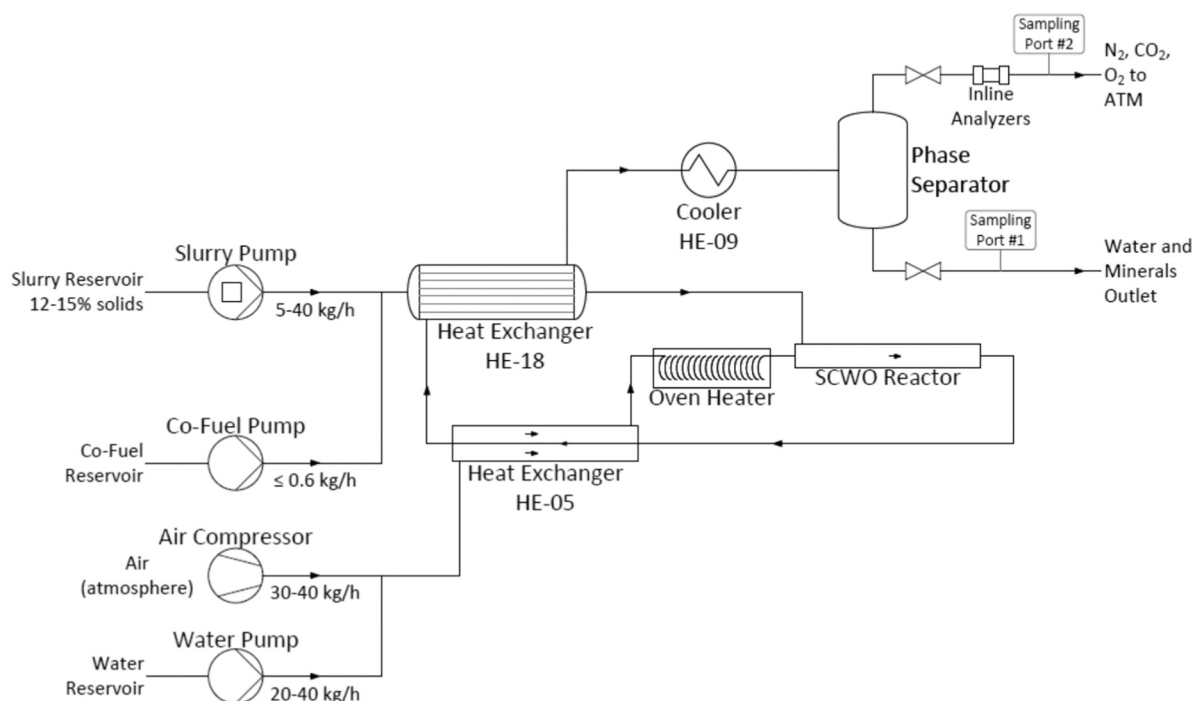 Sampling
Port #2
N₂, CO₂,
O₂ to
ATM
Inline
Analyzers
Phase
Separator
Cooler
HE-09
Sampling
Port #1
Water and
Minerals
Outlet
Slurry Pump
Slurry Reservoir
12-15% solids
5-40 kg/h
Heat Exchanger
HE-18
SCWO Reactor
Oven Heater
Co-Fuel Pump
Co-Fuel
Reservoir
≤ 0.6 kg/h
Heat Exchanger
HE-05
Air Compressor
Air
(atmosphere)
30-40 kg/h
Water Pump
Water
Reservoir
20-40 kg/h